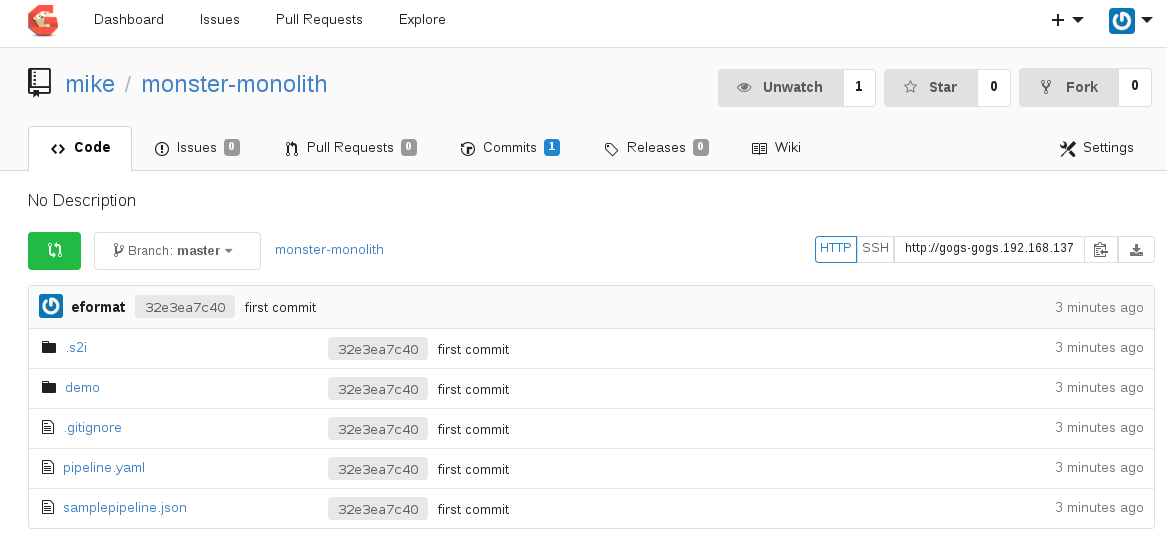 Dashboard Issues Pull Requests Explore
mike / monster-monolith Unwatch 1 Star 0 Fork 0
Code Issues 0 Pull Requests 0 Commits 1 Releases 0 Wiki Settings
No Description
Branch: master monster-monolith HTTP SSH http://gogs-gogs.192.168.137
eformat 32e3ea7c40 first commit 3 minutes ago
.s2i 32e3ea7c40 first commit 3 minutes ago
demo 32e3ea7c40 first commit 3 minutes ago
.gitignore 32e3ea7c40 first commit 3 minutes ago
pipeline.yaml 32e3ea7c40 first commit 3 minutes ago
samplepipeline.json 32e3ea7c40 first commit 3 minutes ago